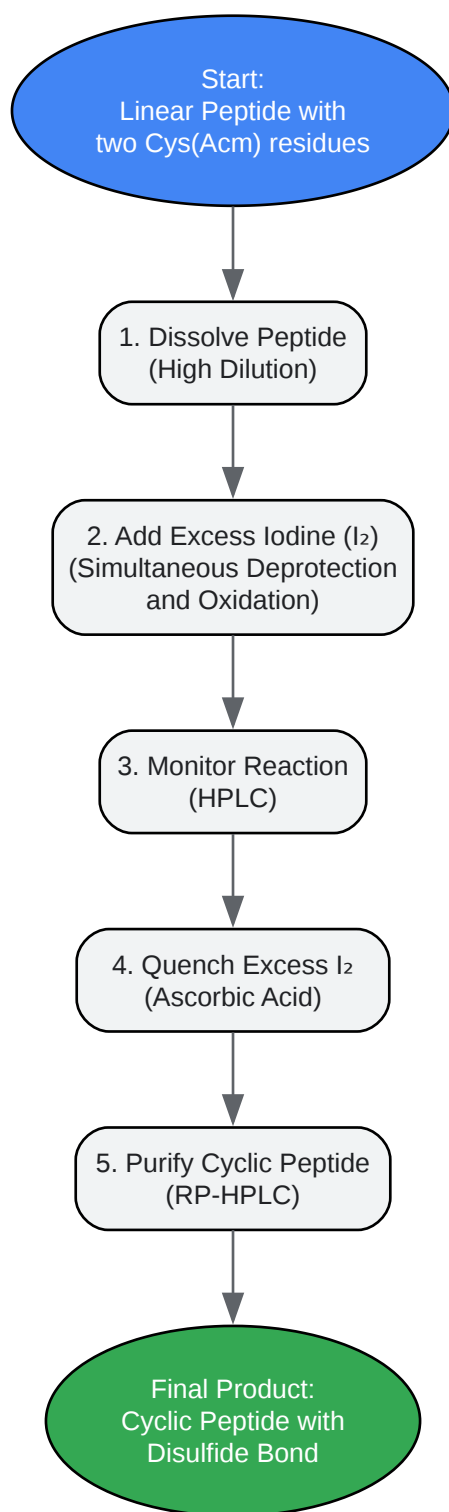 Start:
Linear Peptide with
two Cys(Acm) residues
1. Dissolve Peptide
(High Dilution)
2. Add Excess Iodine (I₂)
(Simultaneous Deprotection
and Oxidation)
3. Monitor Reaction
(HPLC)
4. Quench Excess I₂
(Ascorbic Acid)
5. Purify Cyclic Peptide
(RP-HPLC)
Final Product:
Cyclic Peptide with
Disulfide Bond